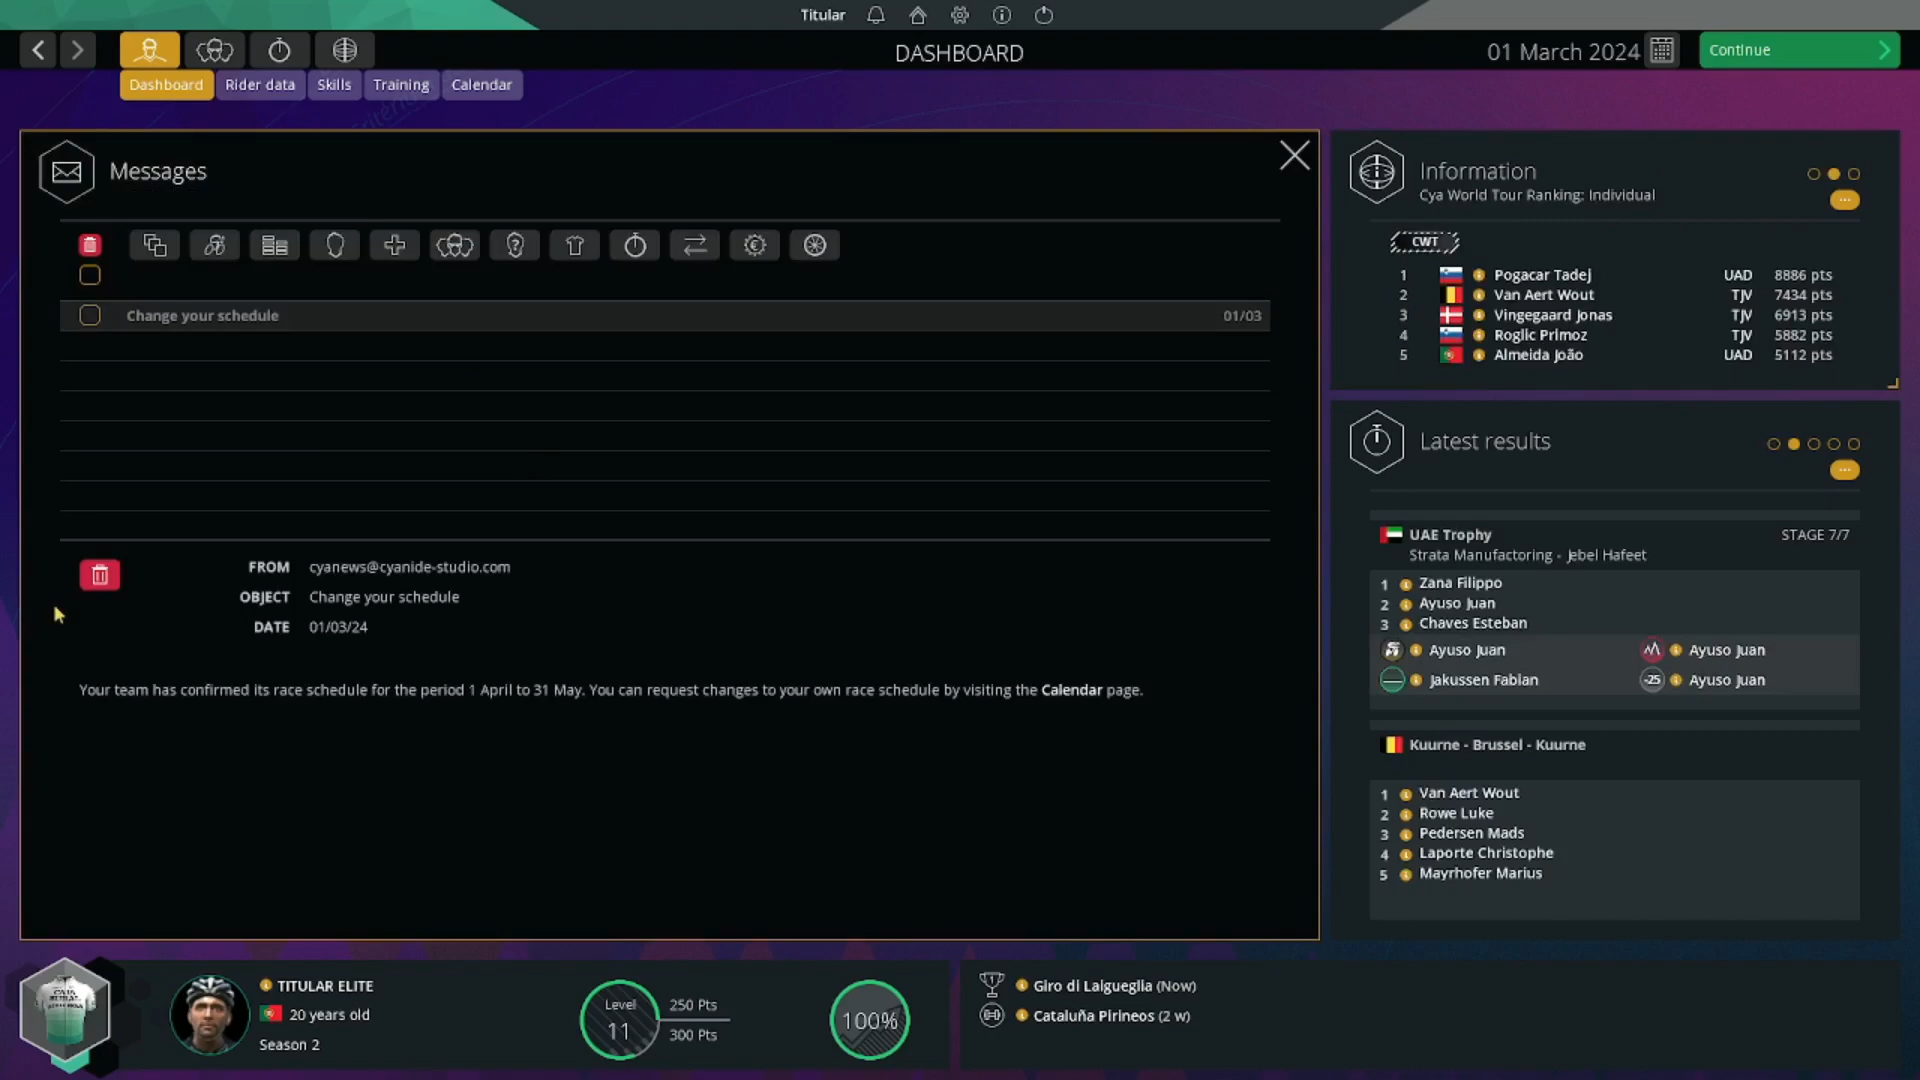 Titular
DASHBOARD
01 March 2024
Continue
Dashboard
Rider data
Skills
Training
Calendar
Messages
Change your schedule 01/03
FROM cyanews@cyanide-studio.com
OBJECT Change your schedule
DATE 01/03/24
Your team has confirmed its race schedule for the period 1 April to 31 May. You can request changes to your own race schedule by visiting the Calendar page.
Information
Cya World Tour Ranking: Individual
CWT
1 Pogacar Tadej UAD 8886 pts
2 Van Aert Wout TJV 7434 pts
3 Vingegaard Jonas TJV 6913 pts
4 Roglic Primoz TJV 5882 pts
5 Almeida João UAD 5112 pts
Latest results
UAE Trophy STAGE 7/7
Strata Manufactoring - Jebel Hafeet
1 Zana Filippo
2 Ayuso Juan
3 Chaves Esteban
Ayuso Juan Ayuso Juan
Jakussen Fabian -25 Ayuso Juan
Kuurne - Brussel - Kuurne
1 Van Aert Wout
2 Rowe Luke
3 Pedersen Mads
4 Laporte Christophe
5 Mayrhofer Marius
TITULAR ELITE
20 years old
Season 2
Level
11
250 Pts
300 Pts
100%
Giro di Laigueglia (Now)
Cataluña Pirineos (2 w)